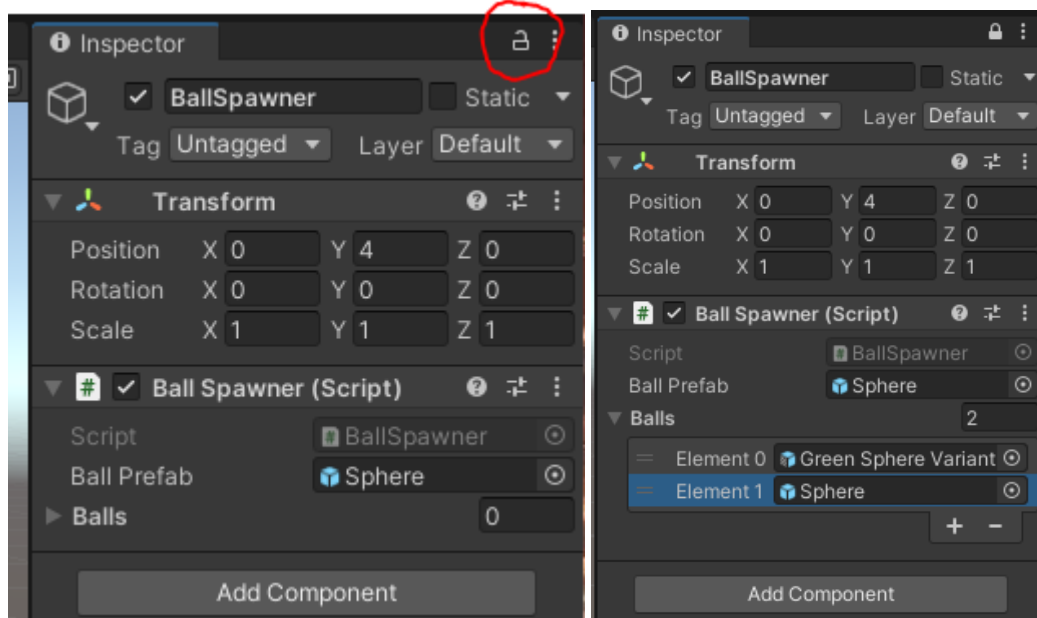 Inspector
BallSpawner Static
Tag Untagged Layer Default
Transform
Position X 0 Y 4 Z 0
Rotation X 0 Y 0 Z 0
Scale X 1 Y 1 Z 1
# Ball Spawner (Script)
Script # BallSpawner
Ball Prefab Sphere
Balls 0
Add Component
Inspector
BallSpawner Static
Tag Untagged Layer Default
Transform
Position X 0 Y 4 Z 0
Rotation X 0 Y 0 Z 0
Scale X 1 Y 1 Z 1
# Ball Spawner (Script)
Script # BallSpawner
Ball Prefab Sphere
Balls 2
Element 0 Green Sphere Variant
Element 1 Sphere
+ -
Add Component